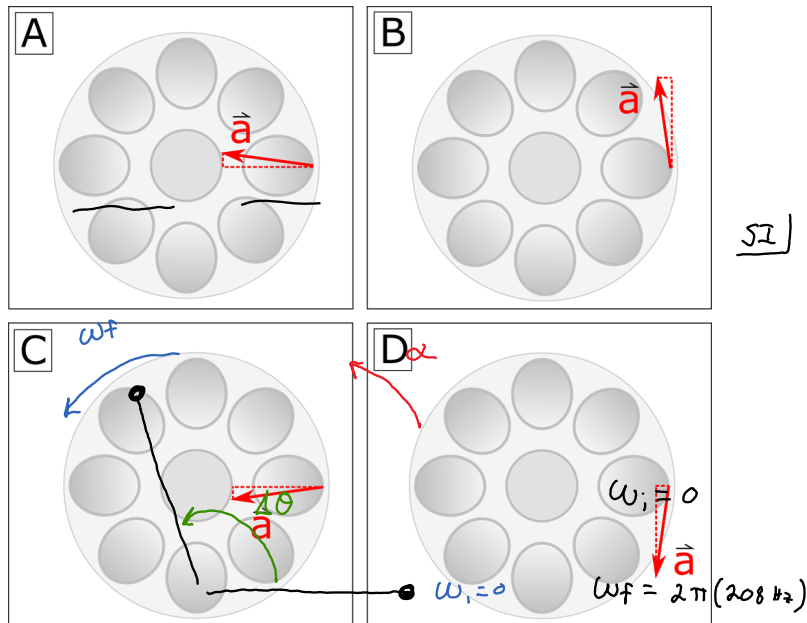 A
B
a
a
SI
ωf
C
D
α
Δθ
a
ωi = 0
a
ωi = 0
ωf = 2π(208 Hz)